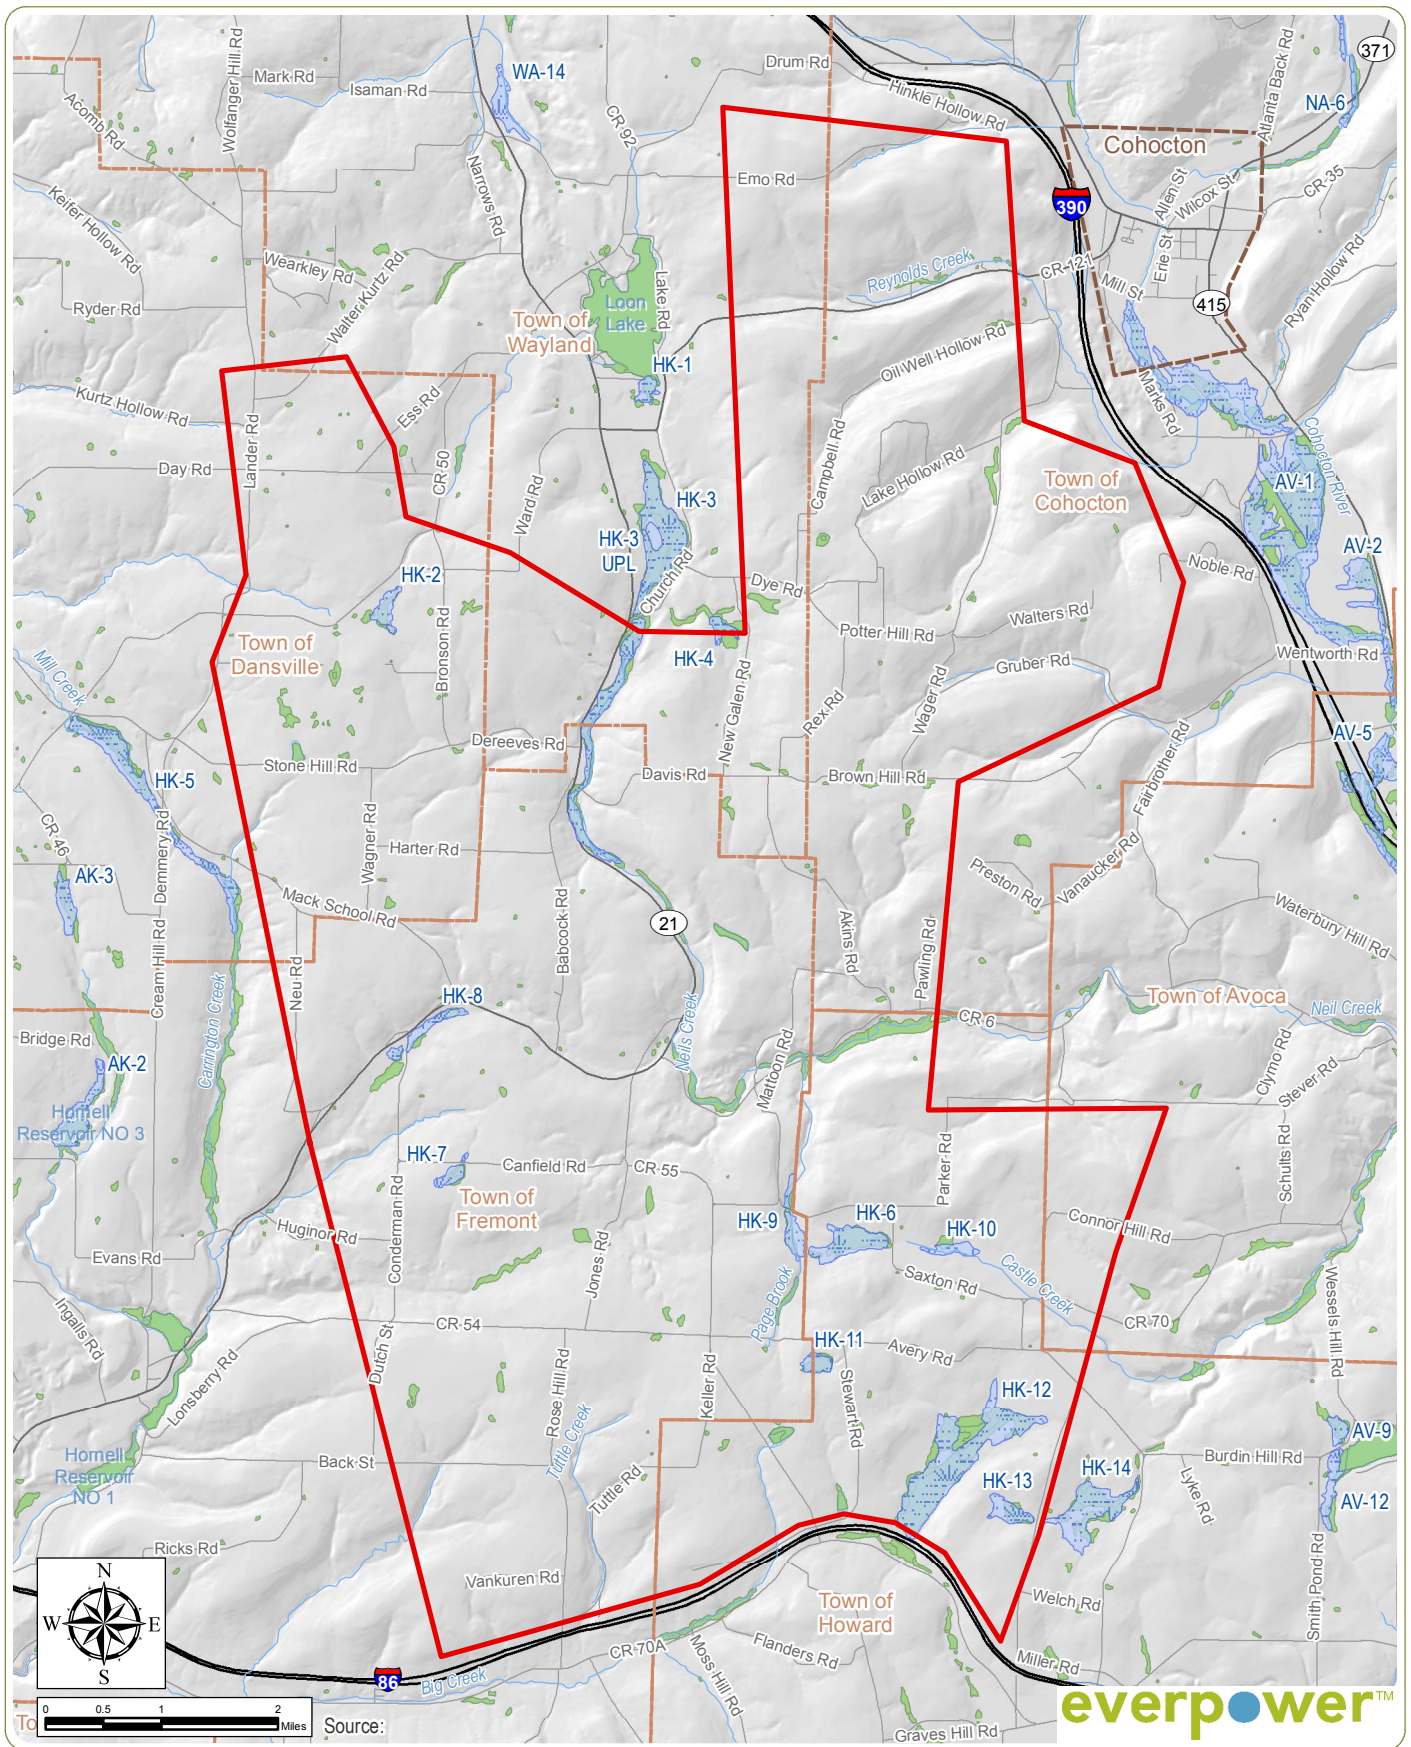 371
Drum Rd
WA-14
Mark Rd
Isaman Rd
Wolfanger Hill Rd
Hinkle Hollow Rd
Atlanta Back Rd
NA-6
Acomb Rd
CR 92
Cohocton
Narrows Rd
Emo Rd
Allen St
Wilcox St
CR-35
390
Keifer Hollow Rd
Erie St
Wearkley Rd
Walter-Kurtz Rd
Lake Rd
Reynolds Creek
CR-121
Mill St
Ryan Hollow Rd
Ryder Rd
Loon
Lake
415
Town of
Wayland
Oil Well Hollow Rd
HK-1
Kurtz Hollow Rd
Ess Rd
Marks Rd
Lander Rd
Campbell Rd
Cohocton River
Day Rd
CR 50
Lake Hollow Rd
Town of
Cohocton
AV-1
Ward Rd
HK-3
HK-3
UPL
AV-2
HK-2
Church Rd
Dye Rd
Noble Rd
Walters Rd
Potter Hill Rd
Town of
Dansville
Bronson Rd
HK-4
Gruber Rd
Wentworth Rd
Mill Creek
New Galen Rd
Rex Rd
Wager Rd
AV-5
Dereeves Rd
Stone Hill Rd
Davis Rd
Brown Hill Rd
Fairbrother Rd
HK-5
CR 46
Demmery Rd
Wagner Rd
Harter Rd
AK-3
Preston Rd
Vanaucker Rd
Mack School Rd
21
Waterbury Hill Rd
Babcock Rd
Akins Rd
Pawling Rd
Cream Hill Rd
Neu Rd
HK-8
Town of Avoca
Neil Creek
CR 6
Bridge Rd
Carrington Creek
Neils Creek
Mattoon Rd
AK-2
Clymo Rd
Stever Rd
Hornell
Reservoir NO 3
HK-7
Canfield Rd
CR 55
Parker Rd
Schults Rd
Town of
Fremont
Conderman Rd
HK-9
HK-6
HK-10
Connor Hill Rd
Huginor Rd
Evans Rd
Jones Rd
Saxton Rd
Castle Creek
Page Brook
Wessels Hill Rd
Ingalls Rd
CR 54
CR 70
Dutch St
HK-11
Avery Rd
Lonsberry Rd
Rose Hill Rd
Keller Rd
Stewart Rd
HK-12
Tuttle Creek
AV-9
Hornell
Reservoir
NO 1
Back St
Burdin Hill Rd
HK-13
HK-14
Tuttle Rd
Lyke Rd
AV-12
Ricks Rd
Smith Pond Rd
Vankuren Rd
Welch Rd
Town of
Howard
N
W
E
S
CR 70A
Moss Hill Rd
Flanders Rd
Miller Rd
86
Big Creek
To
0 0.5 1 2
Miles
Source:
Graves Hill Rd
everpower™